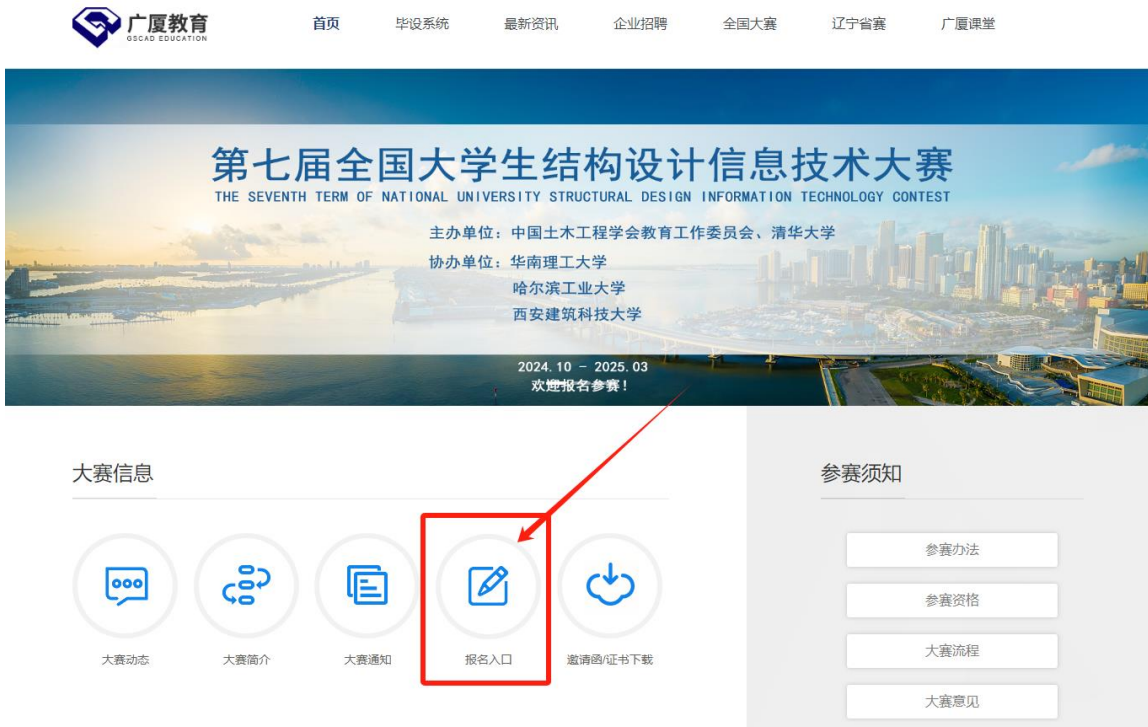 广厦教育
GSCAD EDUCATION
首页 毕设系统 最新资讯 企业招聘 全国大赛 辽宁省赛 广厦课堂
第七届全国大学生结构设计信息技术大赛
THE SEVENTH TERM OF NATIONAL UNIVERSITY STRUCTURAL DESIGN INFORMATION TECHNOLOGY CONTEST
主办单位：中国土木工程学会教育工作委员会、清华大学
协办单位：华南理工大学
哈尔滨工业大学
西安建筑科技大学
2024.10 - 2025.03
欢迎报名参赛！
大赛信息
大赛动态 大赛简介 大赛通知 报名入口 邀请函/证书下载
参赛须知
参赛办法
参赛资格
大赛流程
大赛意见